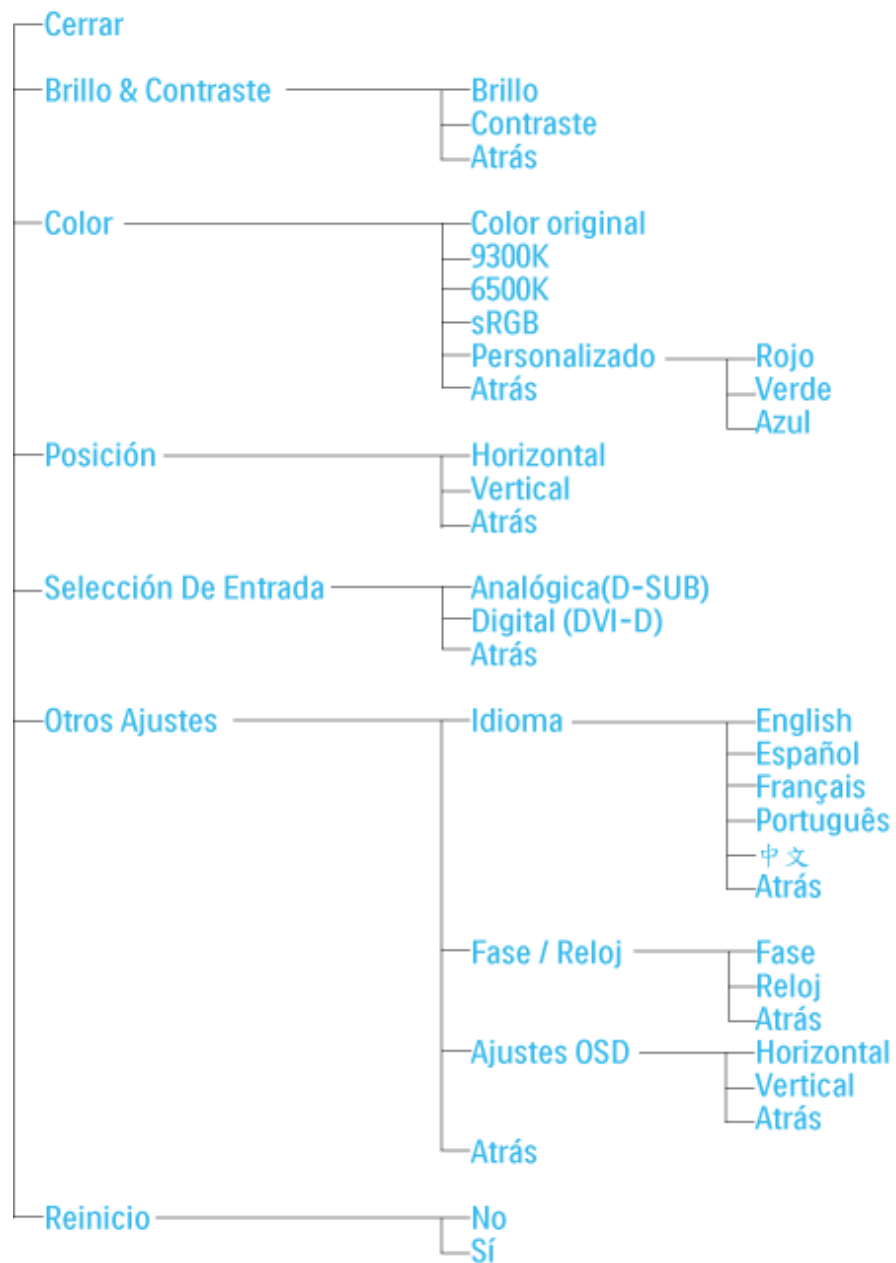 Cerrar
Brillo & Contraste Brillo
Contraste
Atrás
Color Color original
9300K
6500K
sRGB
Personalizado Rojo
Atrás Verde
Azul
Posición Horizontal
Vertical
Atrás
Selección De Entrada Analógica(D-SUB)
Digital (DVI-D)
Atrás
Otros Ajustes Idioma English
Español
Français
Português
中文
Atrás
Fase / Reloj Fase
Reloj
Atrás
Ajustes OSD Horizontal
Vertical
Atrás
Atrás
Reinicio No
Sí